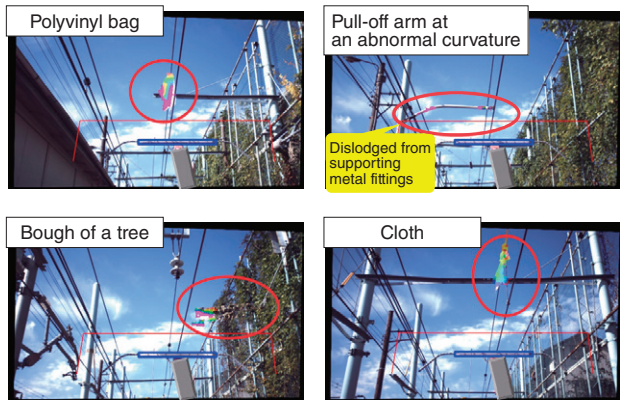 Polyvinyl bag
Pull-off arm at
an abnormal curvature
Dislodged from
supporting
metal fittings
Bough of a tree
Cloth